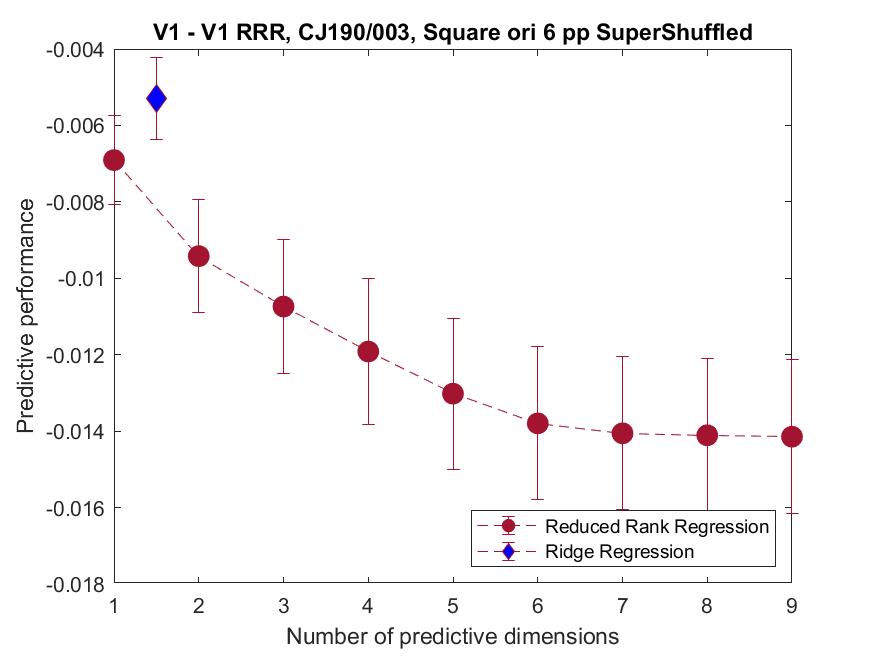 V1 - V1 RRR, CJ190/003, Square ori 6 pp SuperShuffled
-0.004
-0.006
-0.008
-0.01
-0.012
-0.014
-0.016
-0.018
Predictive performance
Reduced Rank Regression
Ridge Regression
1 2 3 4 5 6 7 8 9
Number of predictive dimensions